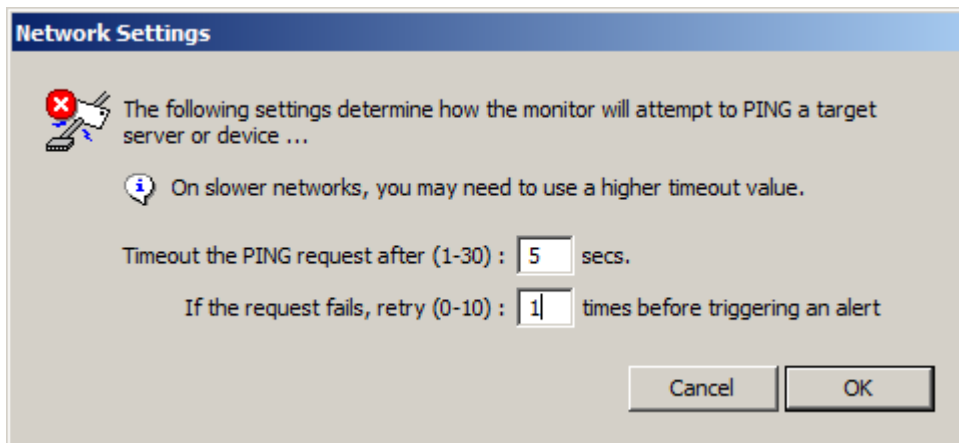 Network Settings
The following settings determine how the monitor will attempt to PING a target
server or device ...
On slower networks, you may need to use a higher timeout value.
Timeout the PING request after (1-30) : 5 secs.
If the request fails, retry (0-10) : 1 times before triggering an alert
Cancel OK